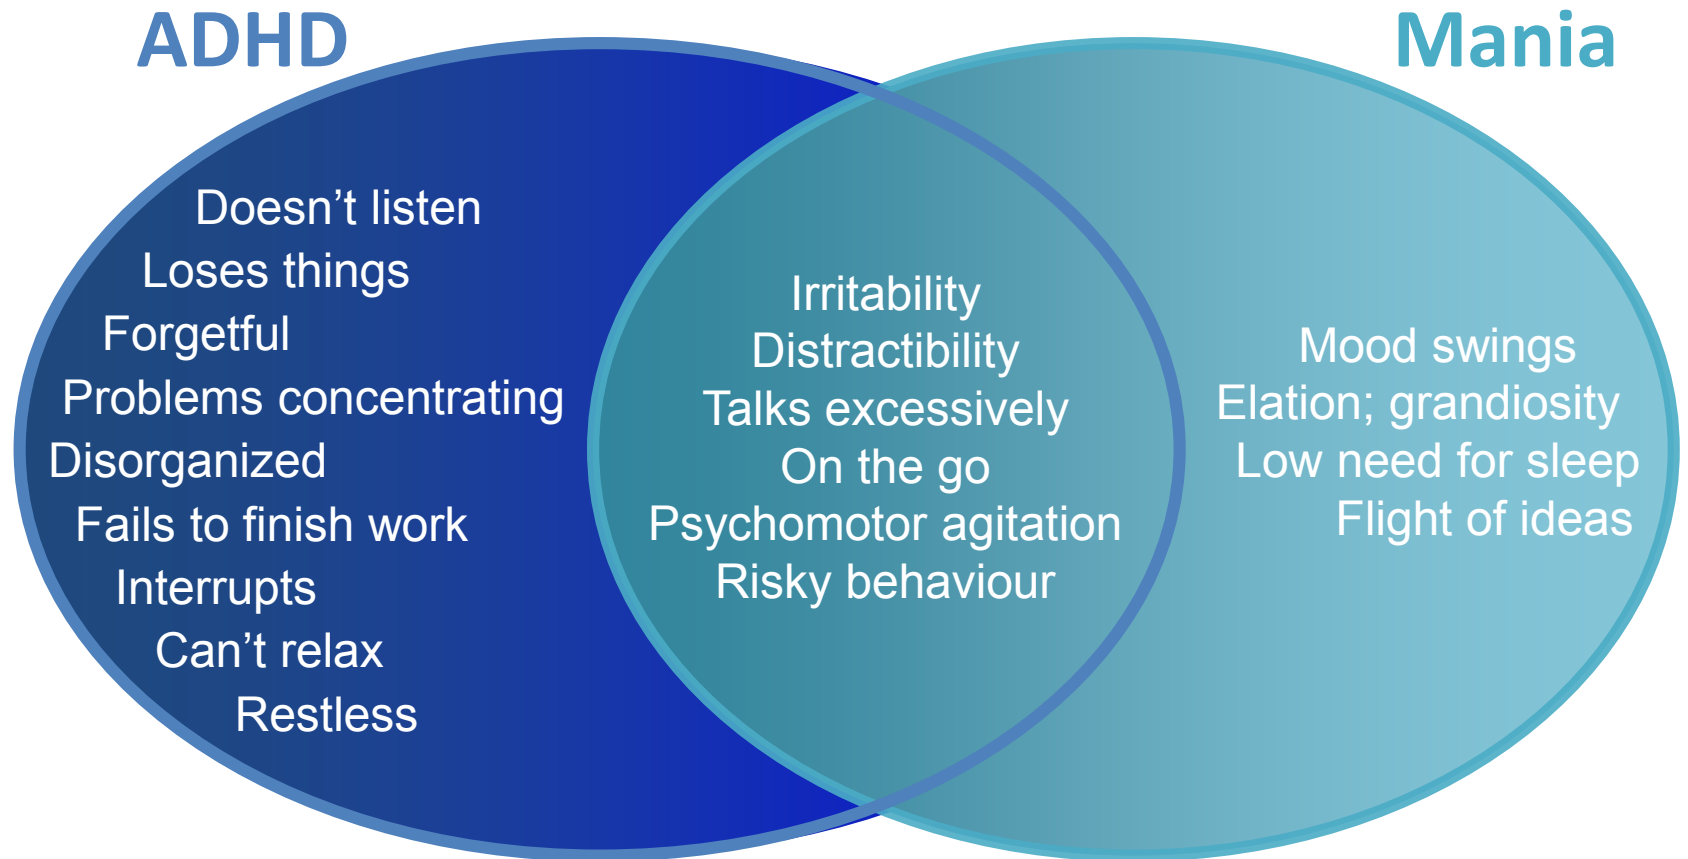 ADHD
Mania
Doesn’t listen
Loses things
Forgetful
Problems concentrating
Disorganized
Fails to finish work
Interrupts
Can’t relax
Restless
Irritability
Distractibility
Talks excessively
On the go
Psychomotor agitation
Risky behaviour
Mood swings
Elation; grandiosity
Low need for sleep
Flight of ideas